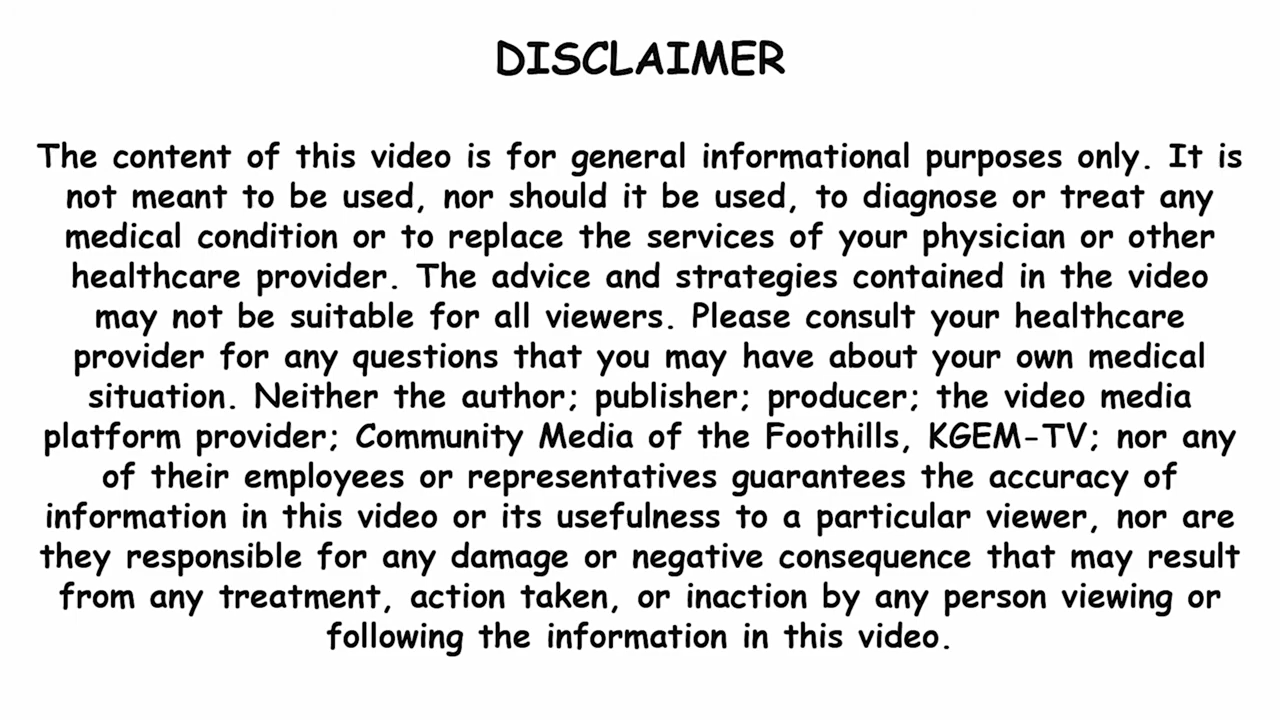 DISCLAIMER
The content of this video is for general informational purposes only. It is
not meant to be used, nor should it be used, to diagnose or treat any
medical condition or to replace the services of your physician or other
healthcare provider. The advice and strategies contained in the video
may not be suitable for all viewers. Please consult your healthcare
provider for any questions that you may have about your own medical
situation. Neither the author; publisher; producer; the video media
platform provider; Community Media of the Foothills, KGEM-TV; nor any
of their employees or representatives guarantees the accuracy of
information in this video or its usefulness to a particular viewer, nor are
they responsible for any damage or negative consequence that may result
from any treatment, action taken, or inaction by any person viewing or
following the information in this video.